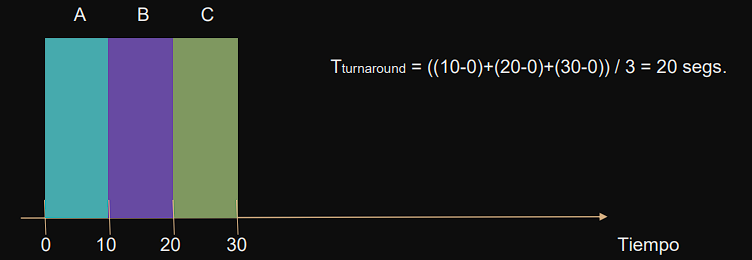 A B C
Tturnaround = ((10-0)+(20-0)+(30-0)) / 3 = 20 segs.
0 10 20 30 Tiempo